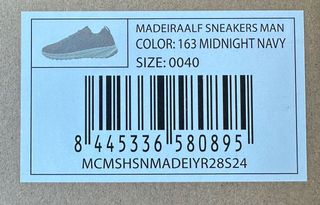 MADEIRAALF SNEAKERS MAN
COLOR: 163 MIDNIGHT NAVY
SIZE: 0040
8 445336 580895
MCMSHSNMADEIYR28S24